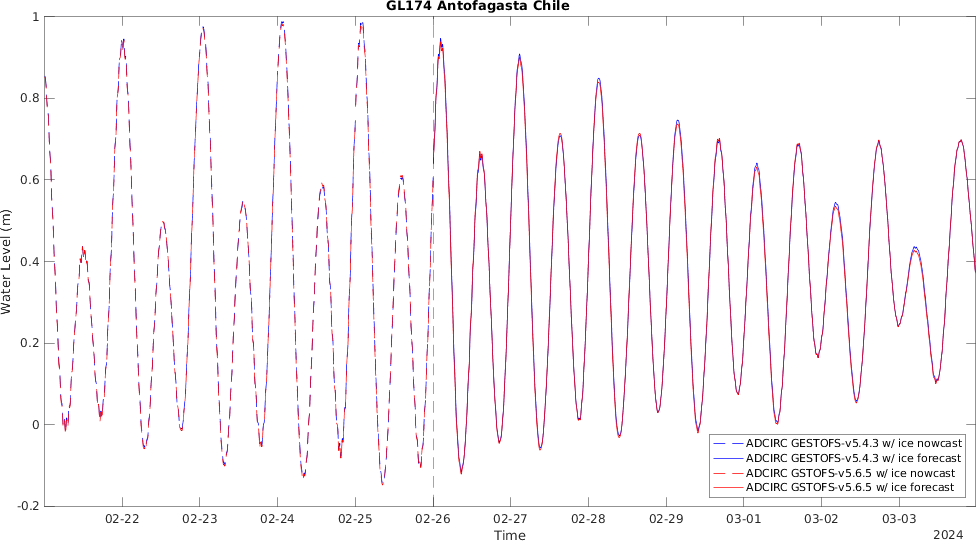 GL174 Antofagasta Chile
1
0.8
0.6
0.4
0.2
0
-0.2
Water Level (m)
ADCIRC GESTOFS-v5.4.3 w/ ice nowcast
ADCIRC GESTOFS-v5.4.3 w/ ice forecast
ADCIRC GSTOFS-v5.6.5 w/ ice nowcast
ADCIRC GSTOFS-v5.6.5 w/ ice forecast
02-22 02-23 02-24 02-25 02-26 02-27 02-28 02-29 03-01 03-02 03-03
Time
2024